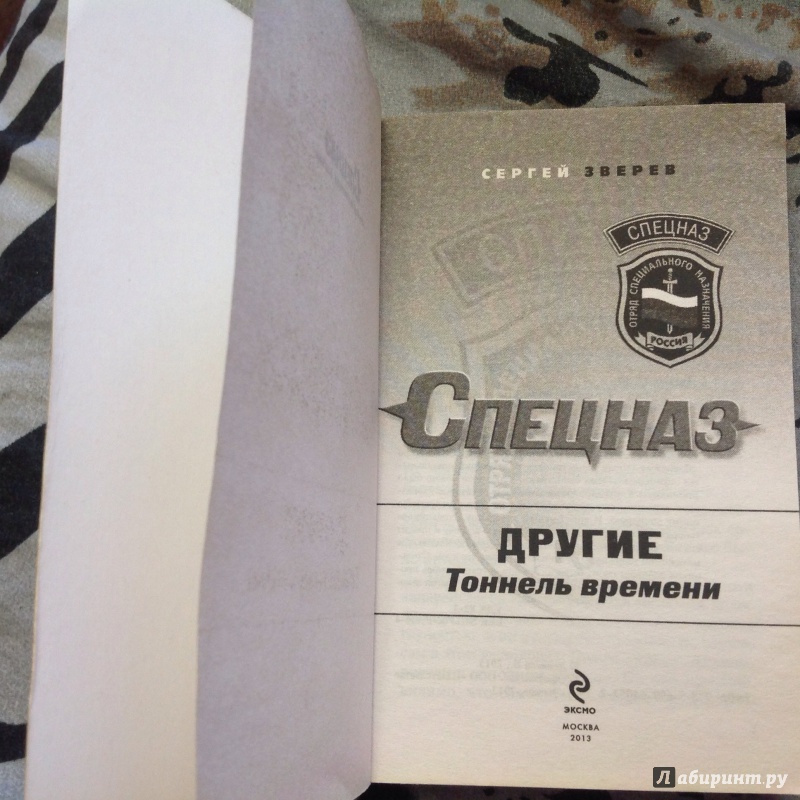 СЕРГЕЙ ЗВЕРЕВ
СПЕЦНАЗ
ОТРЯД СПЕЦИАЛЬНОГО НАЗНАЧЕНИЯ
РОССИЯ
СПЕЦНАЗ
ДРУГИЕ
Тоннель времени
ЭКСМО
МОСКВА
2013
Лабиринт.ру